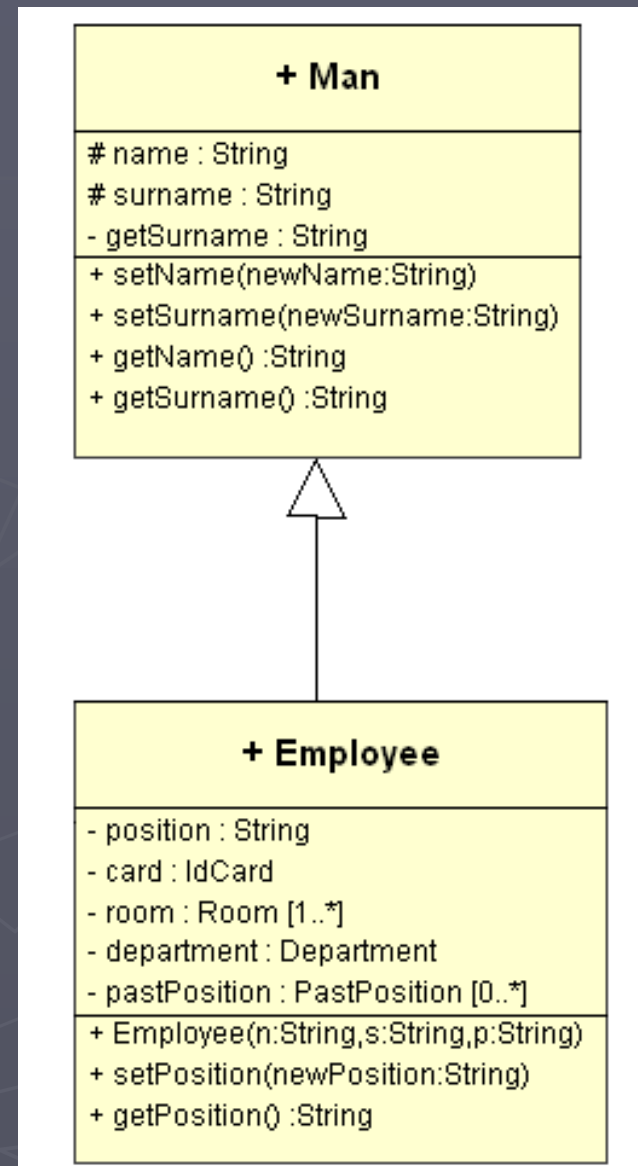 + Man
# name : String
# surname : String
- getSurname : String
+ setName(newName:String)
+ setSurname(newSurname:String)
+ getName() :String
+ getSurname() :String
+ Employee
- position : String
- card : IdCard
- room : Room [1..*]
- department : Department
- pastPosition : PastPosition [0..*]
+ Employee(n:String,s:String,p:String)
+ setPosition(newPosition:String)
+ getPosition() :String